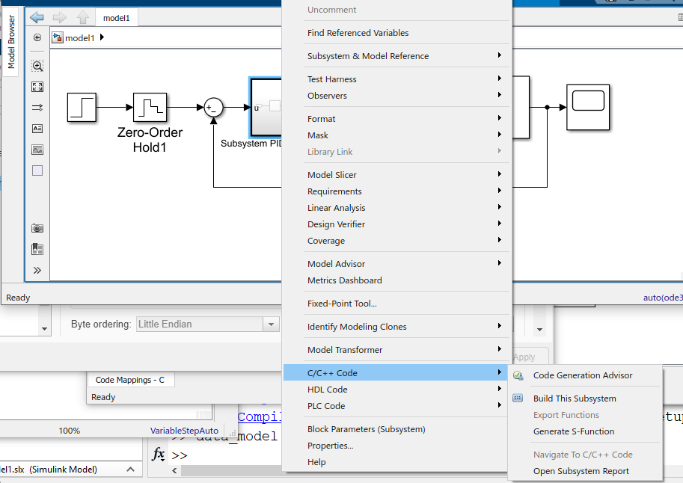 Model Browser
model1
model1
Zero-Order
Hold1
u
Subsystem PID
Ready
auto(ode3
Byte ordering:
Little Endian
Apply
Code Mappings - C
Ready
100%
VariableStepAuto
Compil
etup
>> data_model
fx >>
el1.slx (Simulink Model)
Uncomment
Find Referenced Variables
Subsystem & Model Reference
Test Harness
Observers
Format
Mask
Library Link
Model Slicer
Requirements
Linear Analysis
Design Verifier
Coverage
Model Advisor
Metrics Dashboard
Fixed-Point Tool...
Identify Modeling Clones
Model Transformer
C/C++ Code
HDL Code
PLC Code
Block Parameters (Subsystem)
Properties...
Help
Code Generation Advisor
Build This Subsystem
Export Functions
Generate S-Function
Navigate To C/C++ Code
Open Subsystem Report